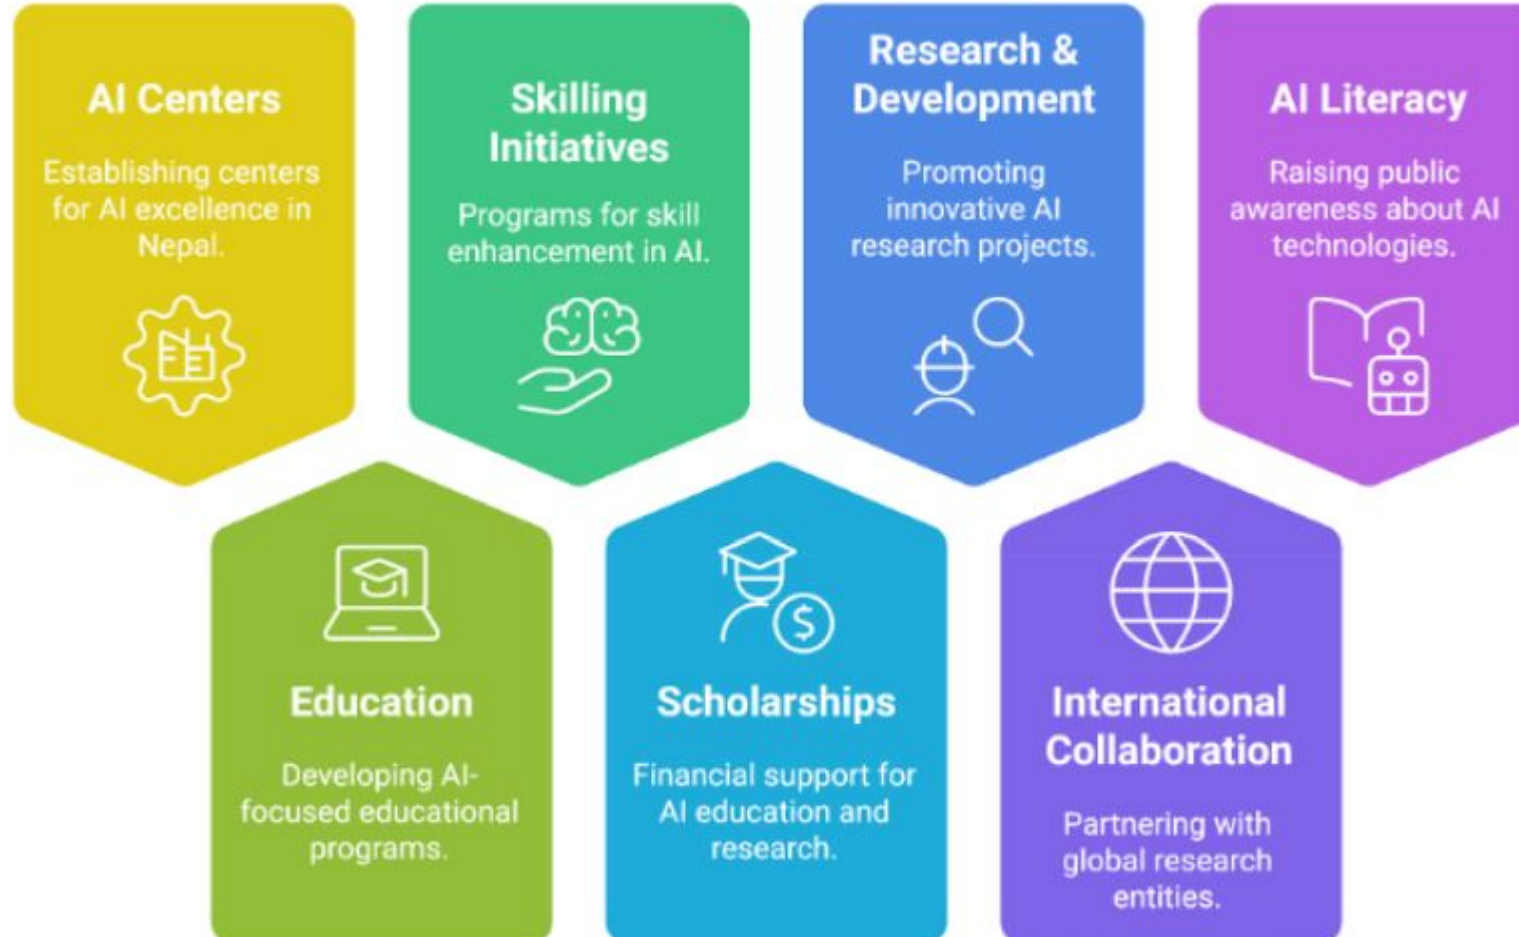 AI Centers
Establishing centers
for AI excellence in
Nepal.
Skilling
Initiatives
Programs for skill
enhancement in AI.
Research &
Development
Promoting
innovative AI
research projects.
AI Literacy
Raising public
awareness about AI
technologies.
Education
Developing AI-
focused educational
programs.
$
Scholarships
Financial support for
AI education and
research.
International
Collaboration
Partnering with
global research
entities.